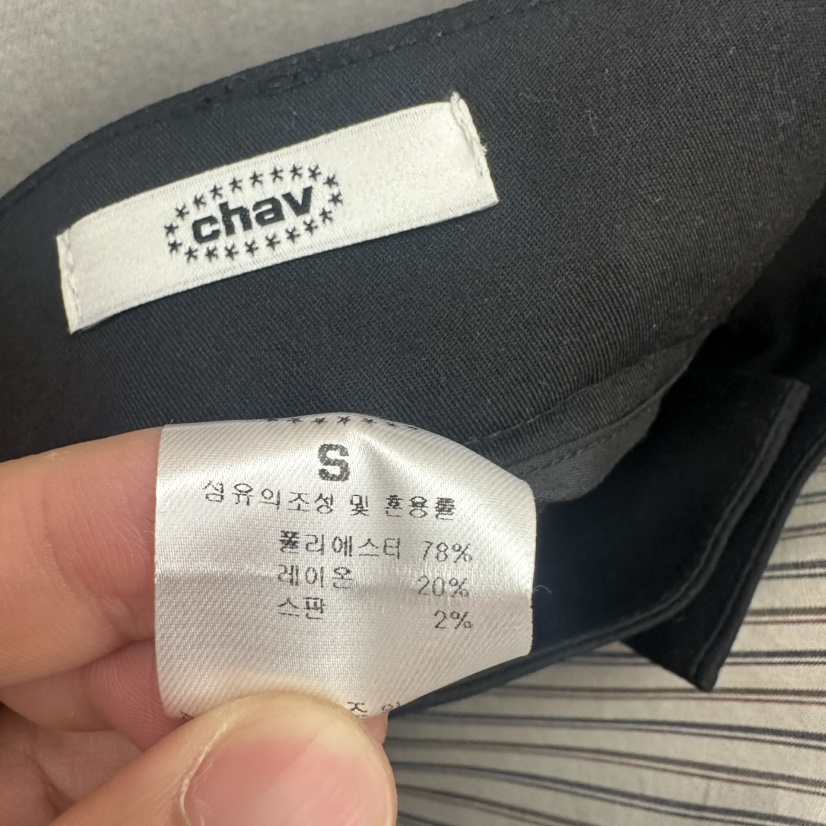 chav
S
섬유의조성 및 혼용률
폴리에스터 78%
레이온 20%
스판 2%